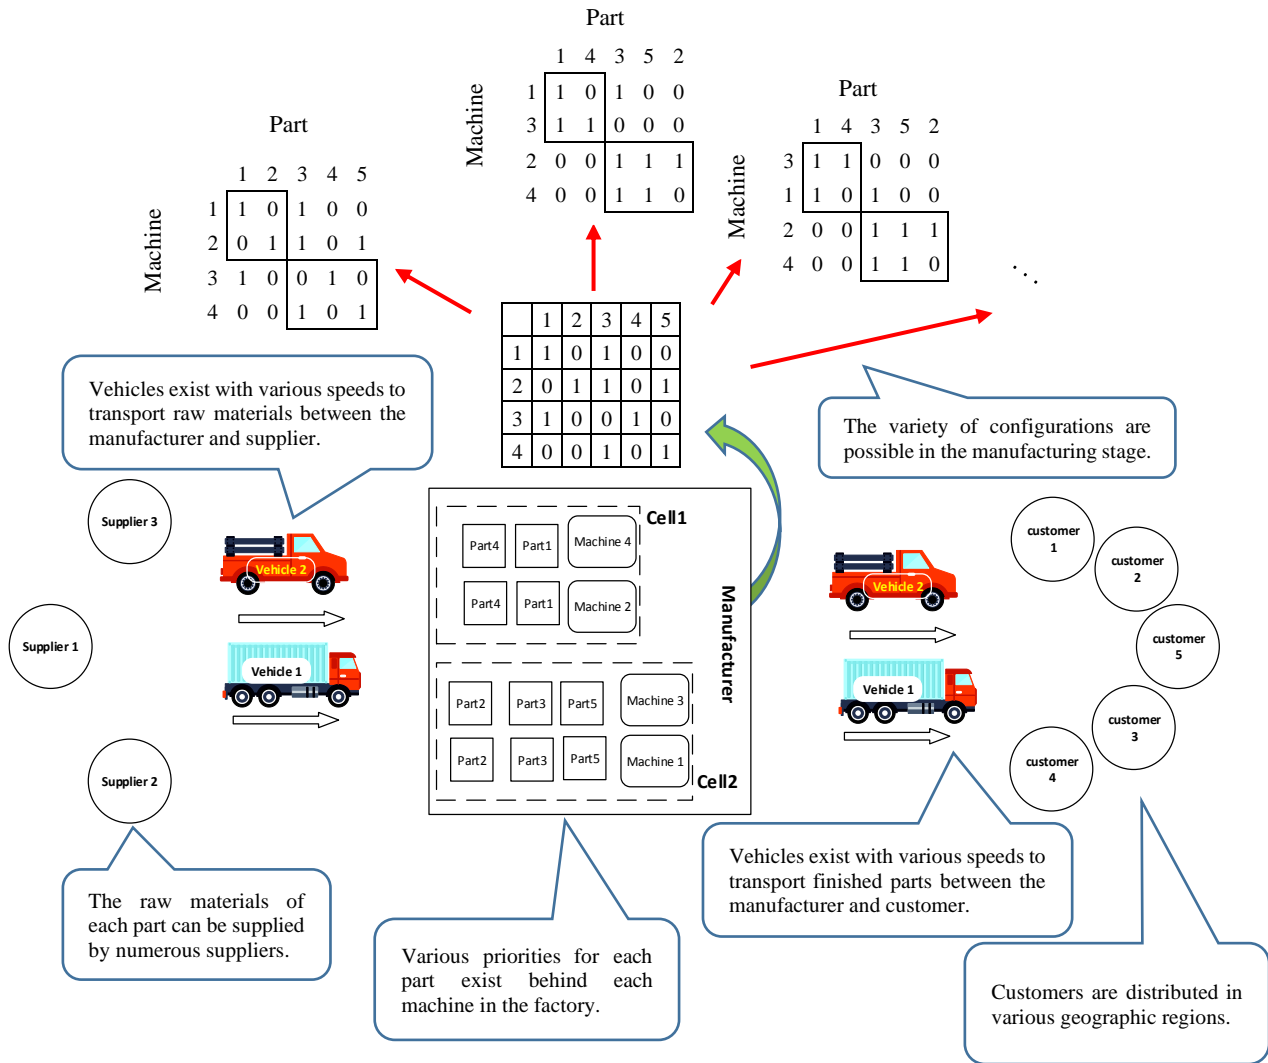 Part
1 4 3 5 2
Machine
1 1 0 1 0 0
3 1 1 0 0 0
2 0 0 1 1 1
4 0 0 1 1 0
Part
1 2 3 4 5
Machine
1 1 0 1 0 0
2 0 1 1 0 1
3 1 0 0 1 0
4 0 0 1 0 1
Part
1 4 3 5 2
Machine
3 1 1 0 0 0
1 1 0 1 0 0
2 0 0 1 1 1
4 0 0 1 1 0
. . .
1 2 3 4 5
1 1 0 1 0 0
2 0 1 1 0 1
3 1 0 0 1 0
4 0 0 1 0 1
Vehicles exist with various speeds to
transport raw materials between the
manufacturer and supplier.
The variety of configurations are
possible in the manufacturing stage.
Supplier 3
Supplier 1
Supplier 2
Vehicle 2
Vehicle 1
Cell1
Part4 Part1 Machine 4
Part4 Part1 Machine 2
Manufacturer
Part2 Part3 Part5 Machine 3
Part2 Part3 Part5 Machine 1
Cell2
Vehicle 2
Vehicle 1
customer
1
customer
2
customer
5
customer
3
customer
4
The raw materials of
each part can be supplied
by numerous suppliers.
Various priorities for each
part exist behind each
machine in the factory.
Vehicles exist with various speeds to
transport finished parts between the
manufacturer and customer.
Customers are distributed in
various geographic regions.